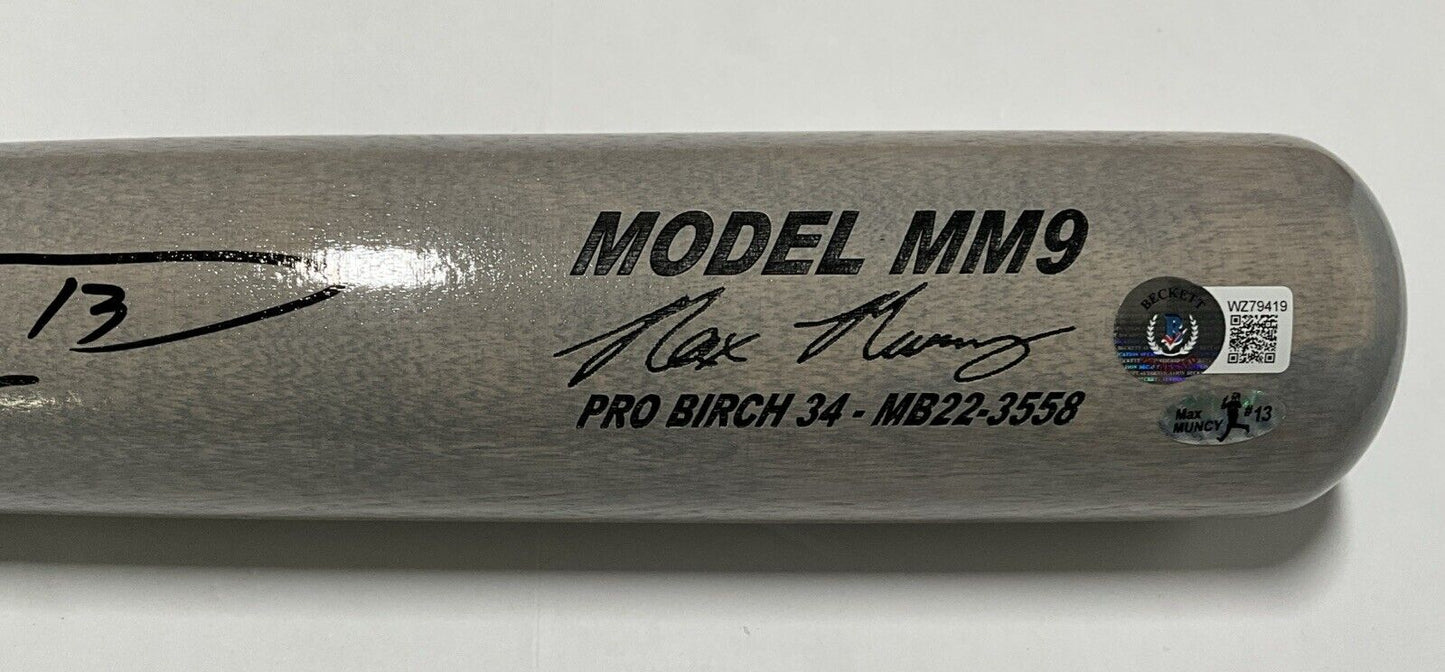 13
MODEL MM9
Max Muncy
PRO BIRCH 34 - MB22-3558
BECKETT
B
WZ79419
Max
MUNCY
#13